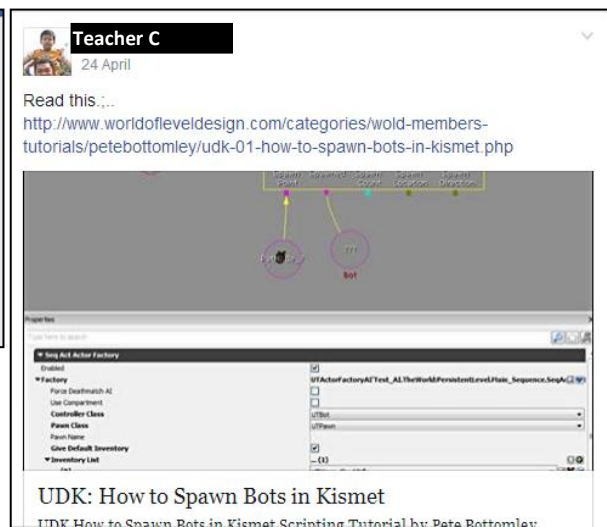 Teacher C
24 April
Read this.;..
http://www.worldofleveldesign.com/categories/wold-members-
tutorials/petebottomley/udk-01-how-to-spawn-bots-in-kismet.php
Spawn Point Spawned Spawn Count Spawn Location Spawn Direction
???
Bot
Properties
Seq Act Actor Factory
Enabled
Factory
Force Deathmatch AI
Use Compartment
Controller Class UTBot
Pawn Class UTPawn
Pawn Name
Give Default Inventory
Inventory List ...(1)
UDK: How to Spawn Bots in Kismet
UDK How to Spawn Bots in Kismet Scripting Tutorial by Pete Bottomley